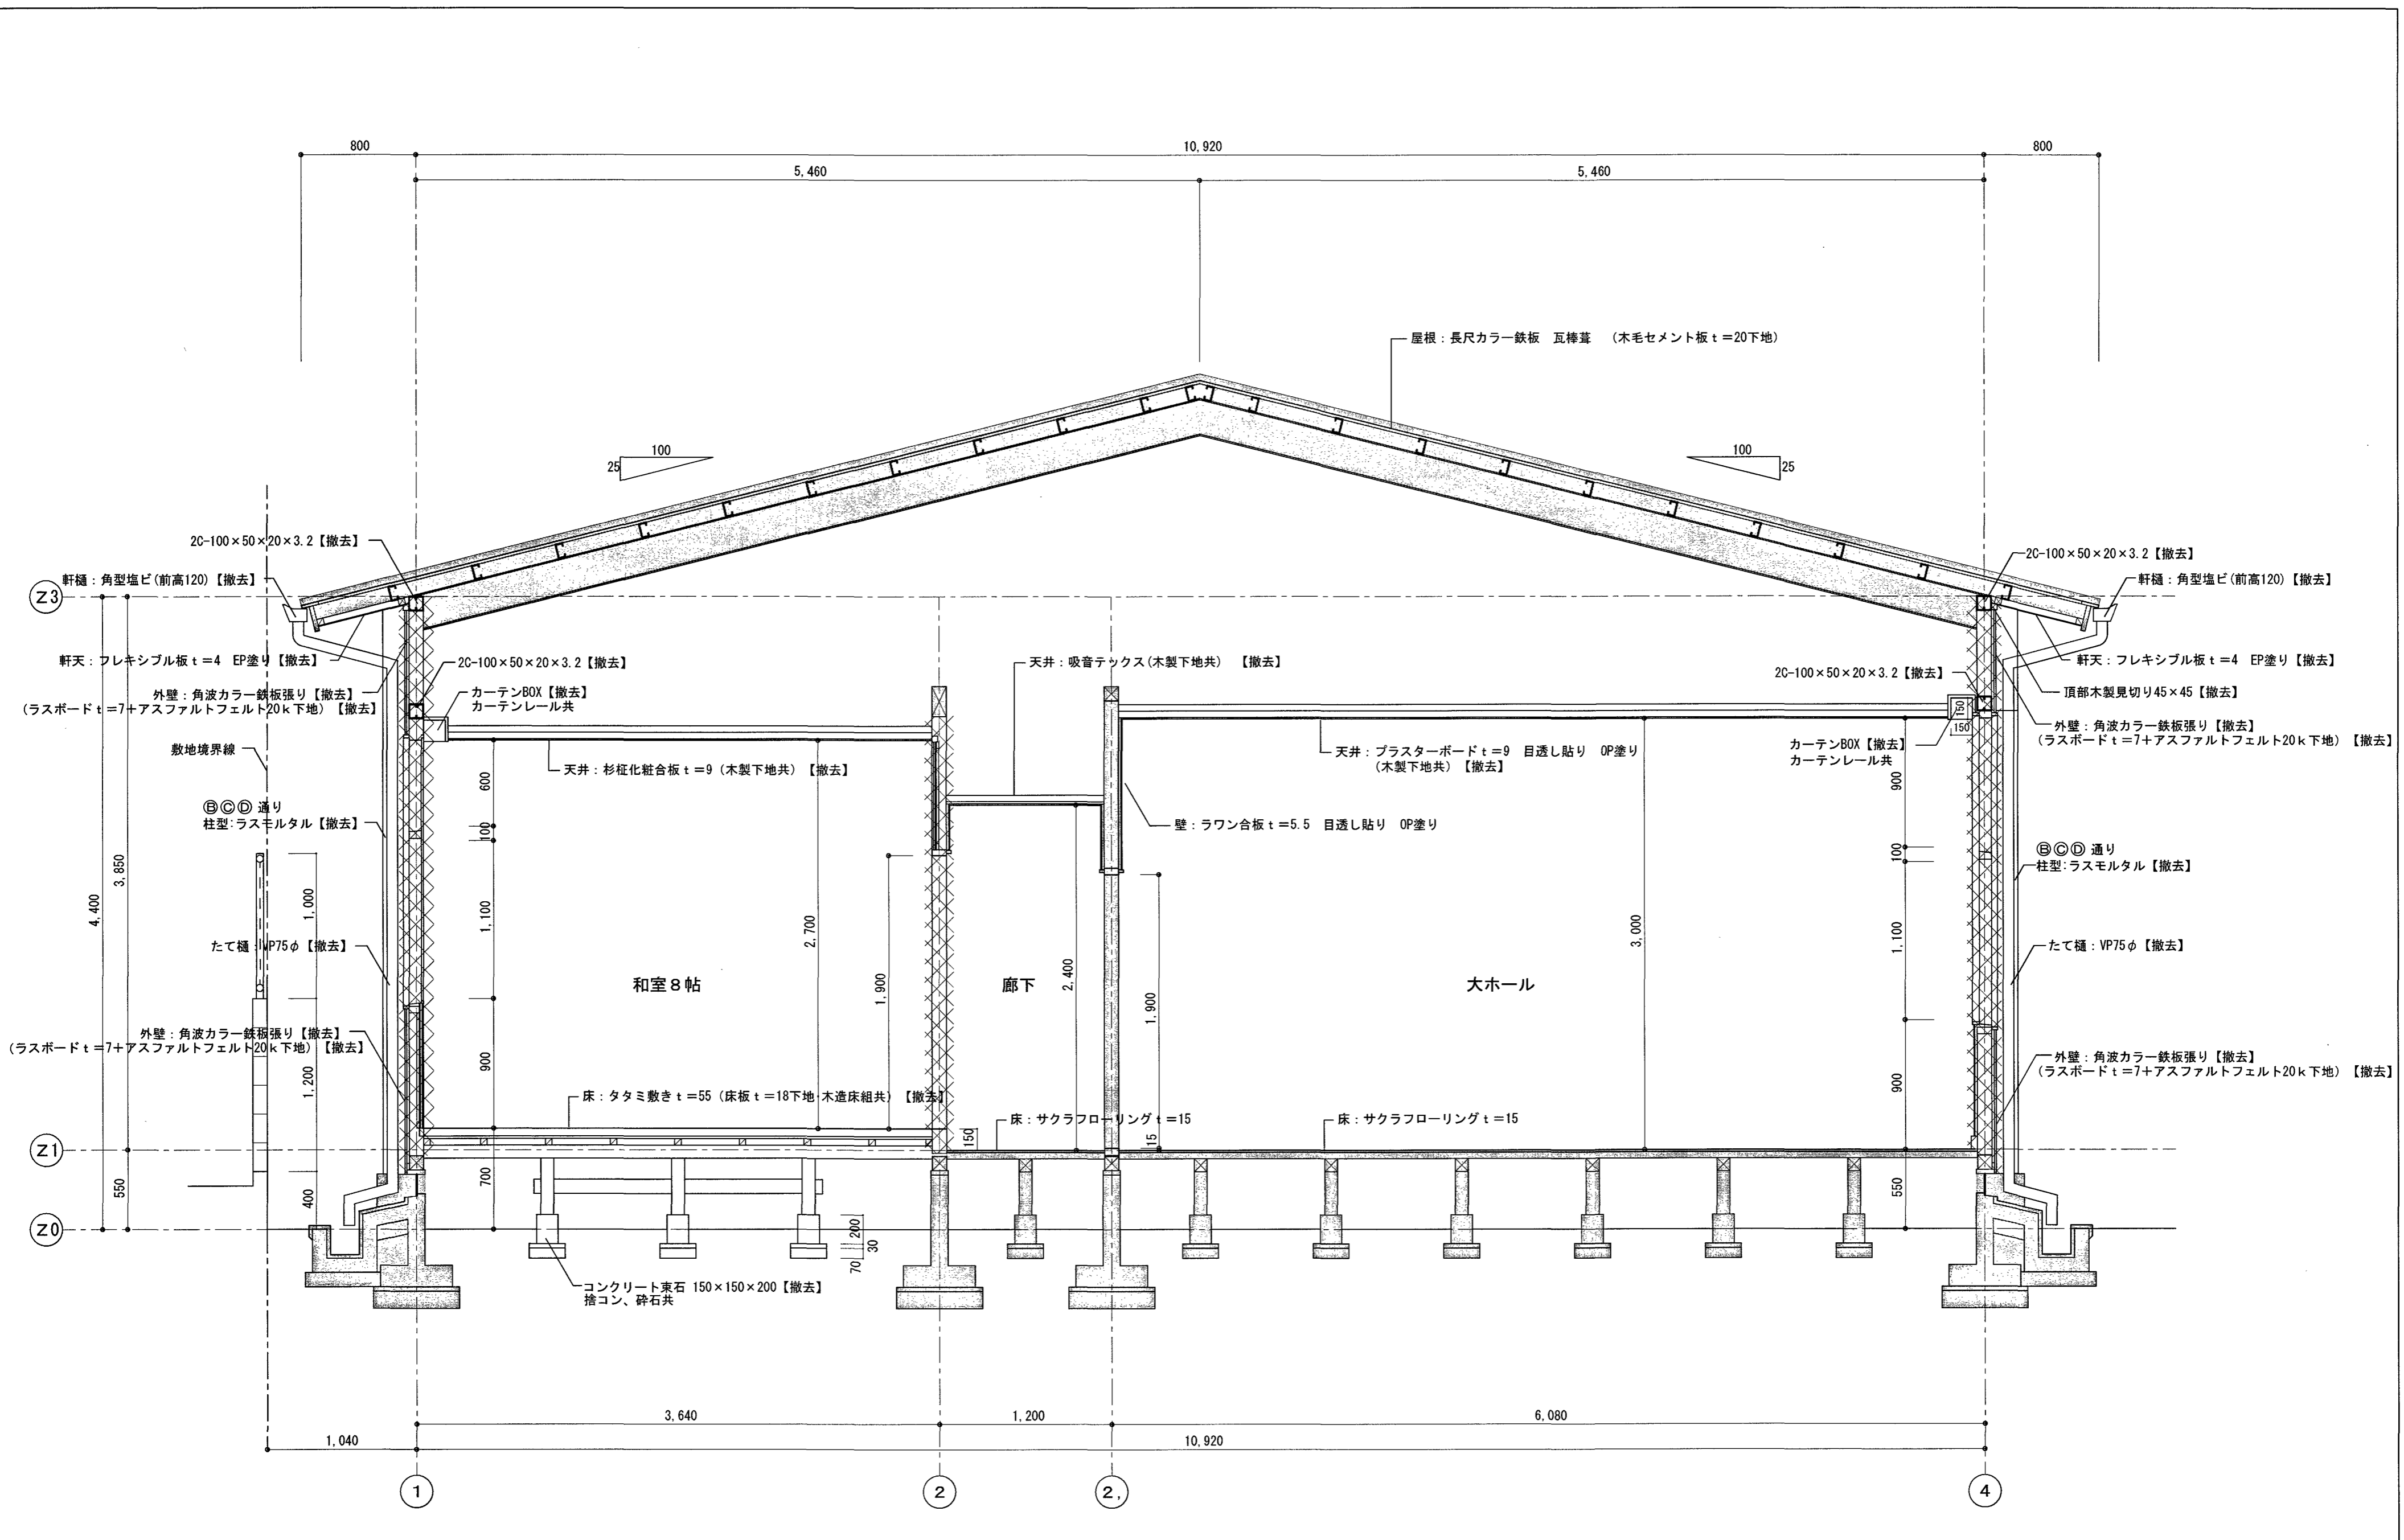 800
10,920
800
5,460
5,460
屋根：長尺カラー鉄板　瓦棒葺　（木毛セメント板ｔ＝20下地）
100
25
100
25
2C-100×50×20×3.2【撤去】
2C-100×50×20×3.2【撤去】
軒樋：角型塩ビ(前高120)【撤去】
軒樋：角型塩ビ(前高120)【撤去】
Z3
軒天：フレキシブル板ｔ＝4　EP塗り【撤去】
2C-100×50×20×3.2【撤去】
天井：吸音テックス(木製下地共)　【撤去】
2C-100×50×20×3.2【撤去】
軒天：フレキシブル板ｔ＝4　EP塗り【撤去】
外壁：角波カラー鉄板張り【撤去】
（ラスボードｔ＝7＋アスファルトフェルト20ｋ下地）【撤去】
カーテンBOX【撤去】
カーテンレール共
頂部木製見切り45×45【撤去】
150
150
外壁：角波カラー鉄板張り【撤去】
（ラスボードｔ＝7＋アスファルトフェルト20ｋ下地）【撤去】
敷地境界線
天井：杉柾化粧合板ｔ＝9（木製下地共）【撤去】
天井：プラスターボードｔ＝9　目透し貼り　OP塗り
（木製下地共）【撤去】
カーテンBOX【撤去】
カーテンレール共
600
900
ⒷⒸⒹ 通り
柱型:ラスモルタル【撤去】
100
壁：ラワン合板ｔ＝5.5　目透し貼り　OP塗り
100
ⒷⒸⒹ 通り
柱型:ラスモルタル【撤去】
4,400
3,850
1,000
1,100
2,700
1,900
2,400
1,900
3,000
1,100
たて樋：VP75φ【撤去】
たて樋：VP75φ【撤去】
和室８帖
廊下
大ホール
外壁：角波カラー鉄板張り【撤去】
（ラスボードｔ＝7＋アスファルトフェルト20ｋ下地）【撤去】
900
900
外壁：角波カラー鉄板張り【撤去】
（ラスボードｔ＝7＋アスファルトフェルト20ｋ下地）【撤去】
1,200
床：タタミ敷きｔ＝55（床板ｔ＝18下地･木造床組共）【撤去】
床：サクラフローリングｔ＝15
床：サクラフローリングｔ＝15
150
15
Z1
550
400
700
550
Z0
200
30
70
コンクリート束石 150×150×200【撤去】
捨コン、砕石共
3,640
1,200
6,080
1,040
10,920
1
2
2,
4